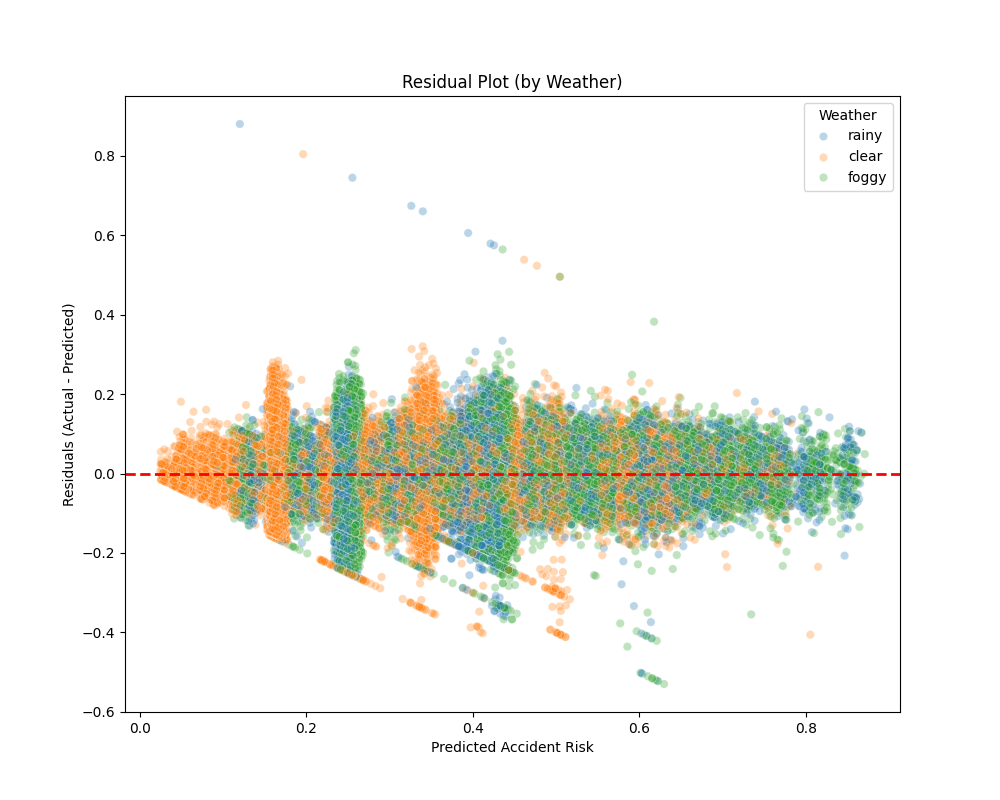 Residual Plot (by Weather)
Weather
rainy
clear
foggy
Residuals (Actual - Predicted)
0.8
0.6
0.4
0.2
0.0
−0.2
−0.4
−0.6
0.0 0.2 0.4 0.6 0.8
Predicted Accident Risk